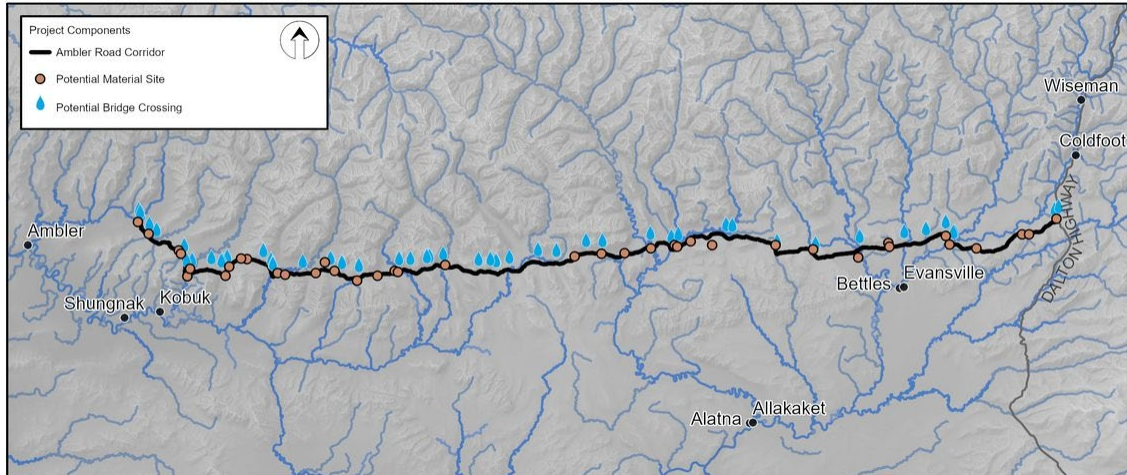 Project Components
Ambler Road Corridor
Potential Material Site
Potential Bridge Crossing
Wiseman
Coldfoot
DALTON HIGHWAY
Ambler
Shungnak
Kobuk
Bettles
Evansville
Alatna
Allakaket